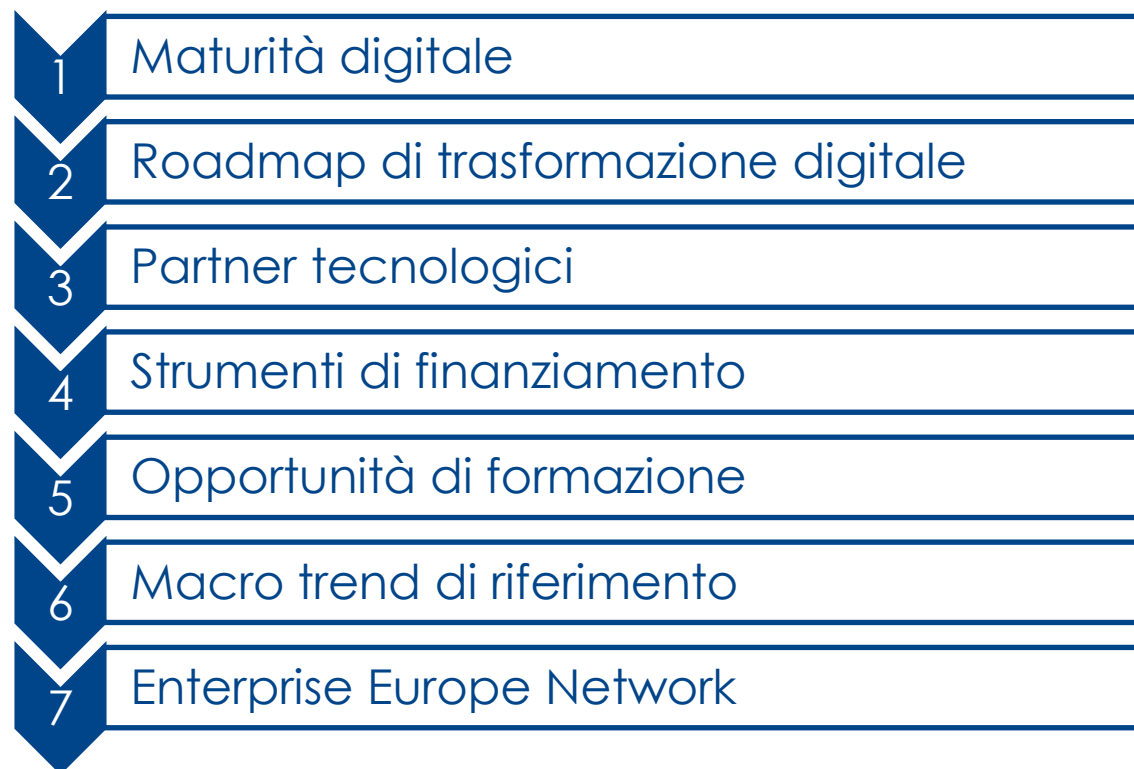 1 Maturità digitale
2 Roadmap di trasformazione digitale
3 Partner tecnologici
4 Strumenti di finanziamento
5 Opportunità di formazione
6 Macro trend di riferimento
7 Enterprise Europe Network